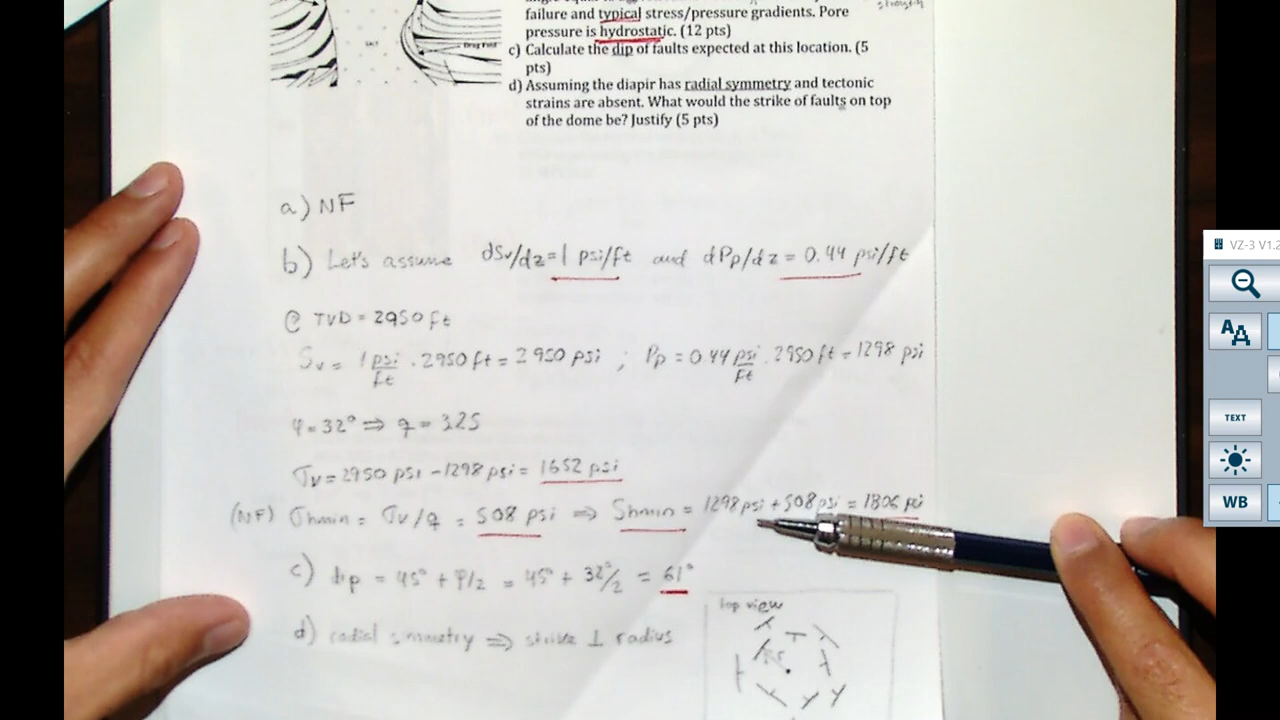 failure and typical stress/pressure gradients. Pore
pressure is hydrostatic. (12 pts)
c) Calculate the dip of faults expected at this location. (5
pts)
d) Assuming the diapir has radial symmetry and tectonic
strains are absent. What would the strike of faults on top
of the dome be? Justify (5 pts)
strength
SALT
Drag Fold
a) NF
b) Let's assume dSv/dz=1 psi/ft and dPp/dz = 0.44 psi/ft
@ TVD = 2950 ft
Sv = 1 psi/ft . 2950 ft = 2950 psi ; Pp = 0.44 psi/ft . 2950 ft = 1298 psi
φ = 32° ⇒ q = 3.25
σv = 2950 psi - 1298 psi = 1652 psi
(NF) σhmin = σv/q = 508 psi ⇒ Shmin = 1298 psi + 508 psi = 1806 psi
c) dip = 45° + φ/2 = 45° + 32°/2 = 61°
d) radial symmetry ⇒ strike ⊥ radius
top view
VZ-3 V1.2
AA
TEXT
WB